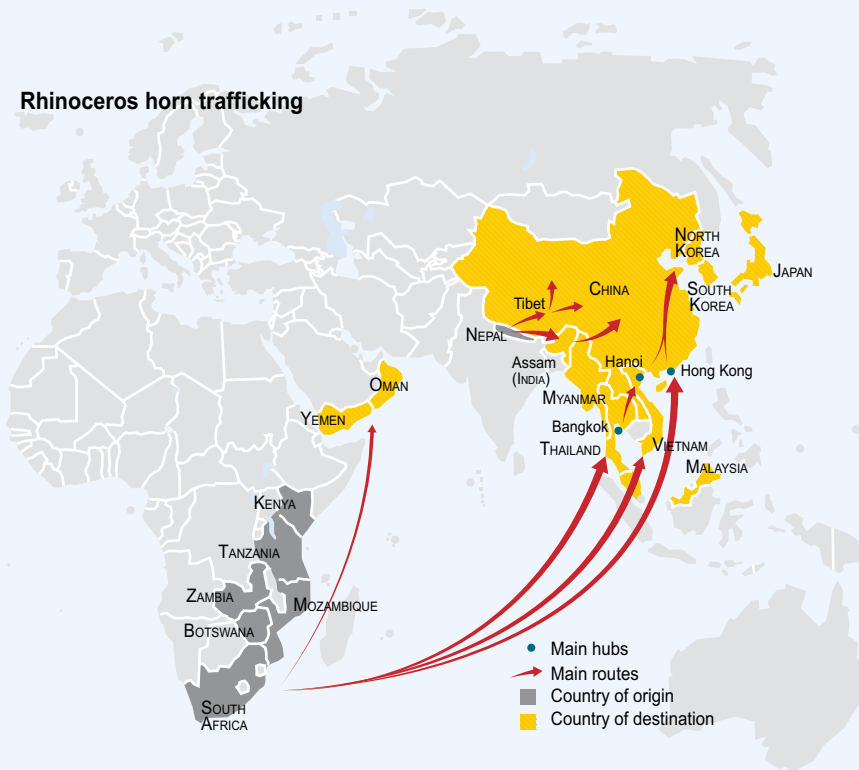 Rhinoceros horn trafficking
NORTH
KOREA
JAPAN
SOUTH
KOREA
CHINA
Tibet
NEPAL
Assam
(INDIA)
Hanoi
Hong Kong
MYANMAR
Bangkok
THAILAND
VIETNAM
MALAYSIA
OMAN
YEMEN
KENYA
TANZANIA
ZAMBIA
MOZAMBIQUE
BOTSWANA
SOUTH
AFRICA
Main hubs
Main routes
Country of origin
Country of destination